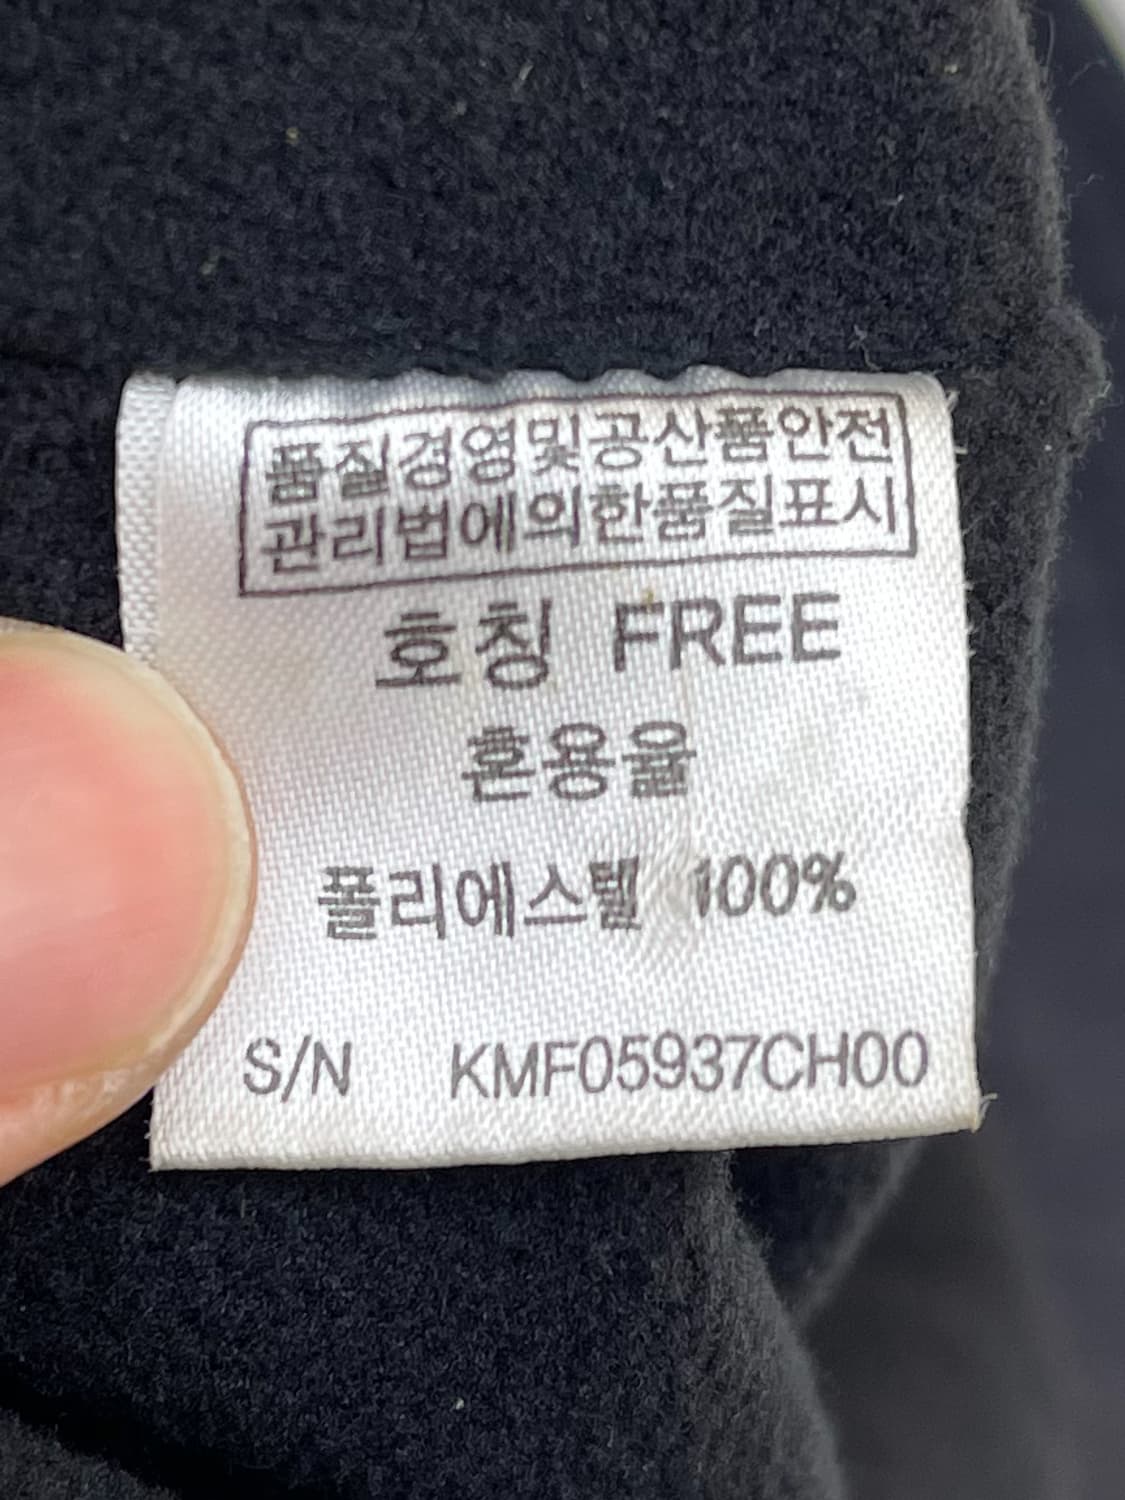 품질경영및공산품안전
관리법에의한품질표시
호칭 FREE
혼용율
폴리에스텔 100%
S/N KMF05937CH00